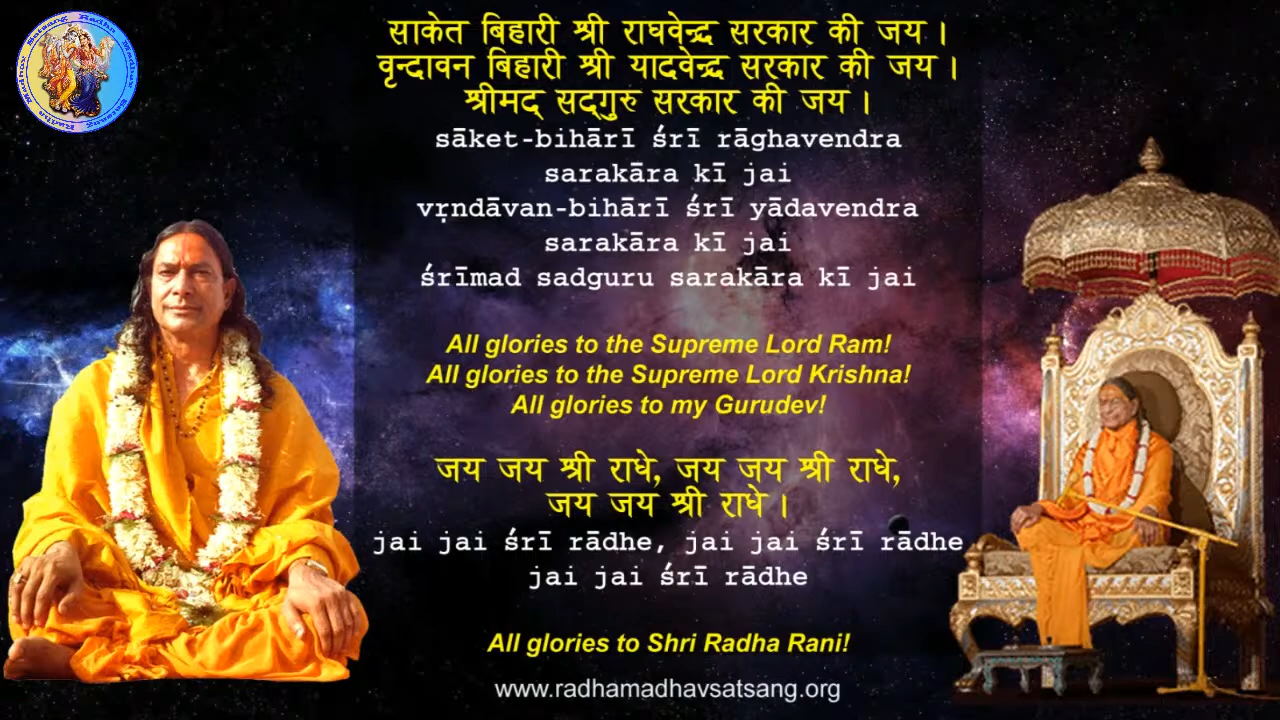 साकेत बिहारी श्री राघवेन्द्र सरकार की जय ।
वृन्दावन बिहारी श्री यादवेन्द्र सरकार की जय ।
श्रीमद् सद्गुरु सरकार की जय ।
sāket-bihārī śrī rāghavendra
sarakāra kī jai
vṛndāvan-bihārī śrī yādavendra
sarakāra kī jai
śrīmad sadguru sarakāra kī jai
All glories to the Supreme Lord Ram!
All glories to the Supreme Lord Krishna!
All glories to my Gurudev!
जय जय श्री राधे, जय जय श्री राधे,
जय जय श्री राधे ।
jai jai śrī rādhe, jai jai śrī rādhe
jai jai śrī rādhe
All glories to Shri Radha Rani!
www.radhamadhavsatsang.org